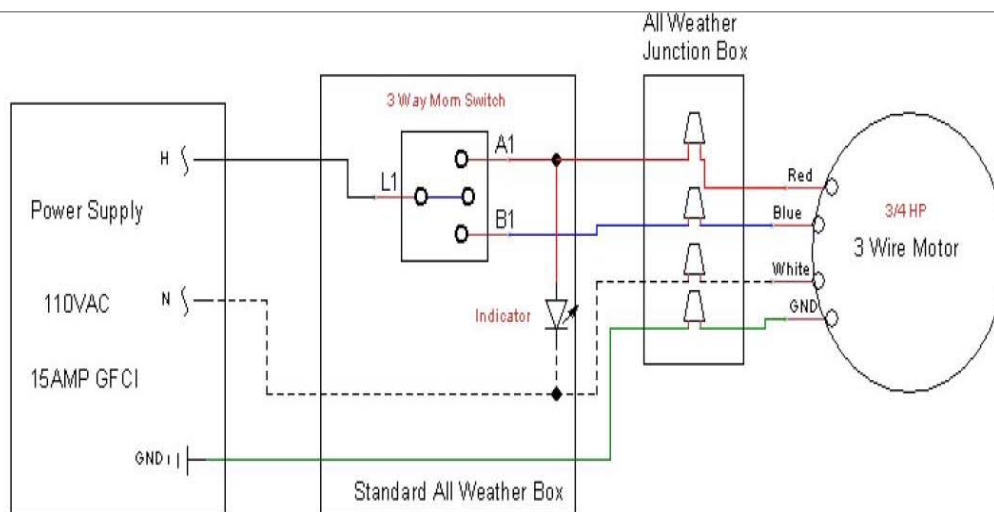 All Weather
Junction Box
3 Way Mom Switch
H
A1
L1
B1
Power Supply
110VAC
N
15AMP GFCI
GND
Indicator
Standard All Weather Box
Red
Blue
White
GND
3/4 HP
3 Wire Motor